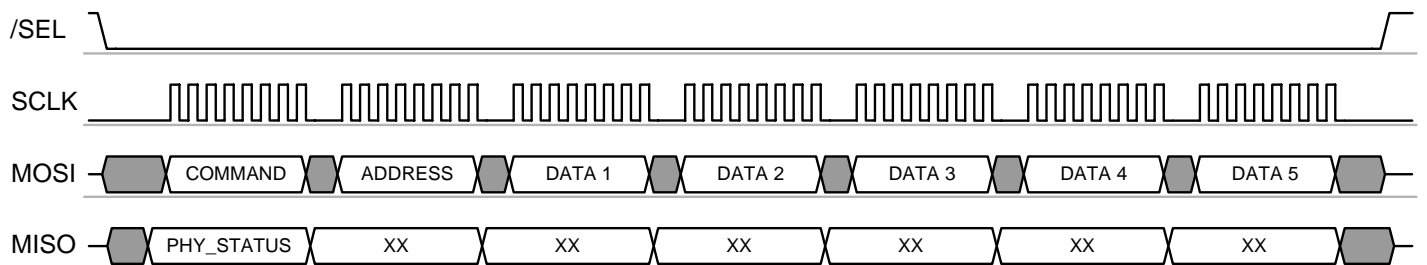 /SEL
SCLK
MOSI COMMAND ADDRESS DATA 1 DATA 2 DATA 3 DATA 4 DATA 5
MISO PHY_STATUS XX XX XX XX XX XX